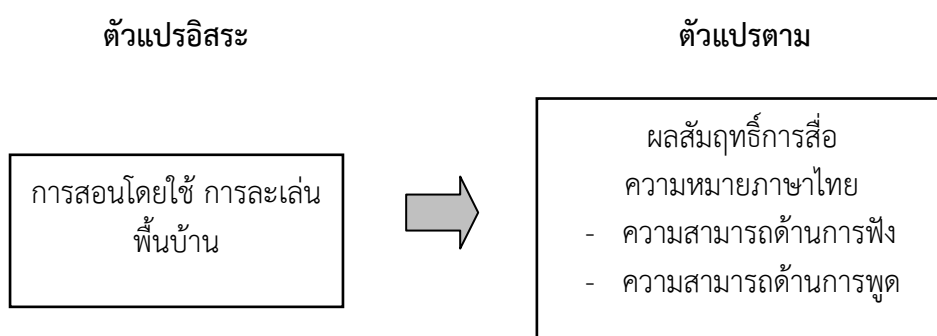 ตัวแปรอิสระ
ตัวแปรตาม
การสอนโดยใช้ การละเล่น
พื้นบ้าน
ผลสัมฤทธิ์การสื่อ
ความหมายภาษาไทย
- ความสามารถด้านการฟัง
- ความสามารถด้านการพูด